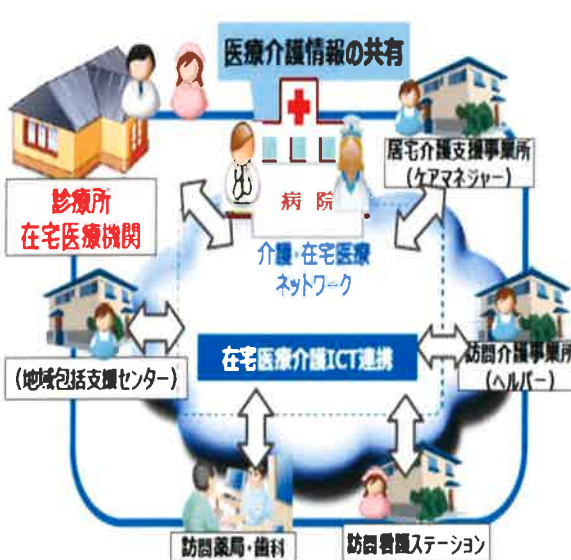 医療介護情報の共有
居宅介護支援事業所
(ケアマネジャー)
病院
診療所
在宅医療機関
介護・在宅医療
ネットワーク
在宅医療介護ICT連携
訪問介護事業所
(ヘルパー)
(地域包括支援センター)
訪問薬局・歯科
訪問看護ステーション